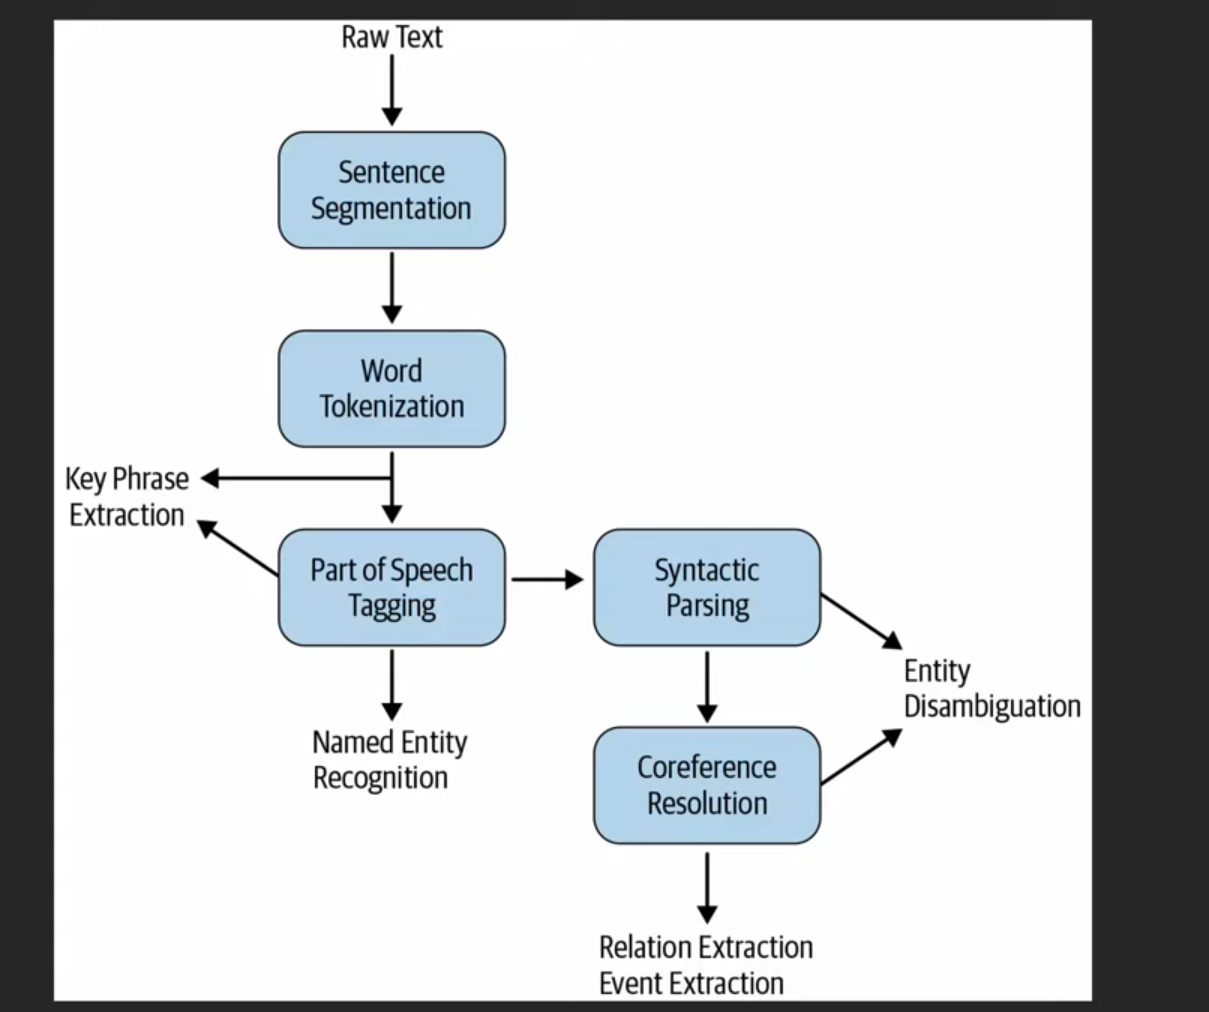 Raw Text
Sentence
Segmentation
Word
Tokenization
Key Phrase
Extraction
Part of Speech
Tagging
Syntactic
Parsing
Entity
Disambiguation
Named Entity
Recognition
Coreference
Resolution
Relation Extraction
Event Extraction